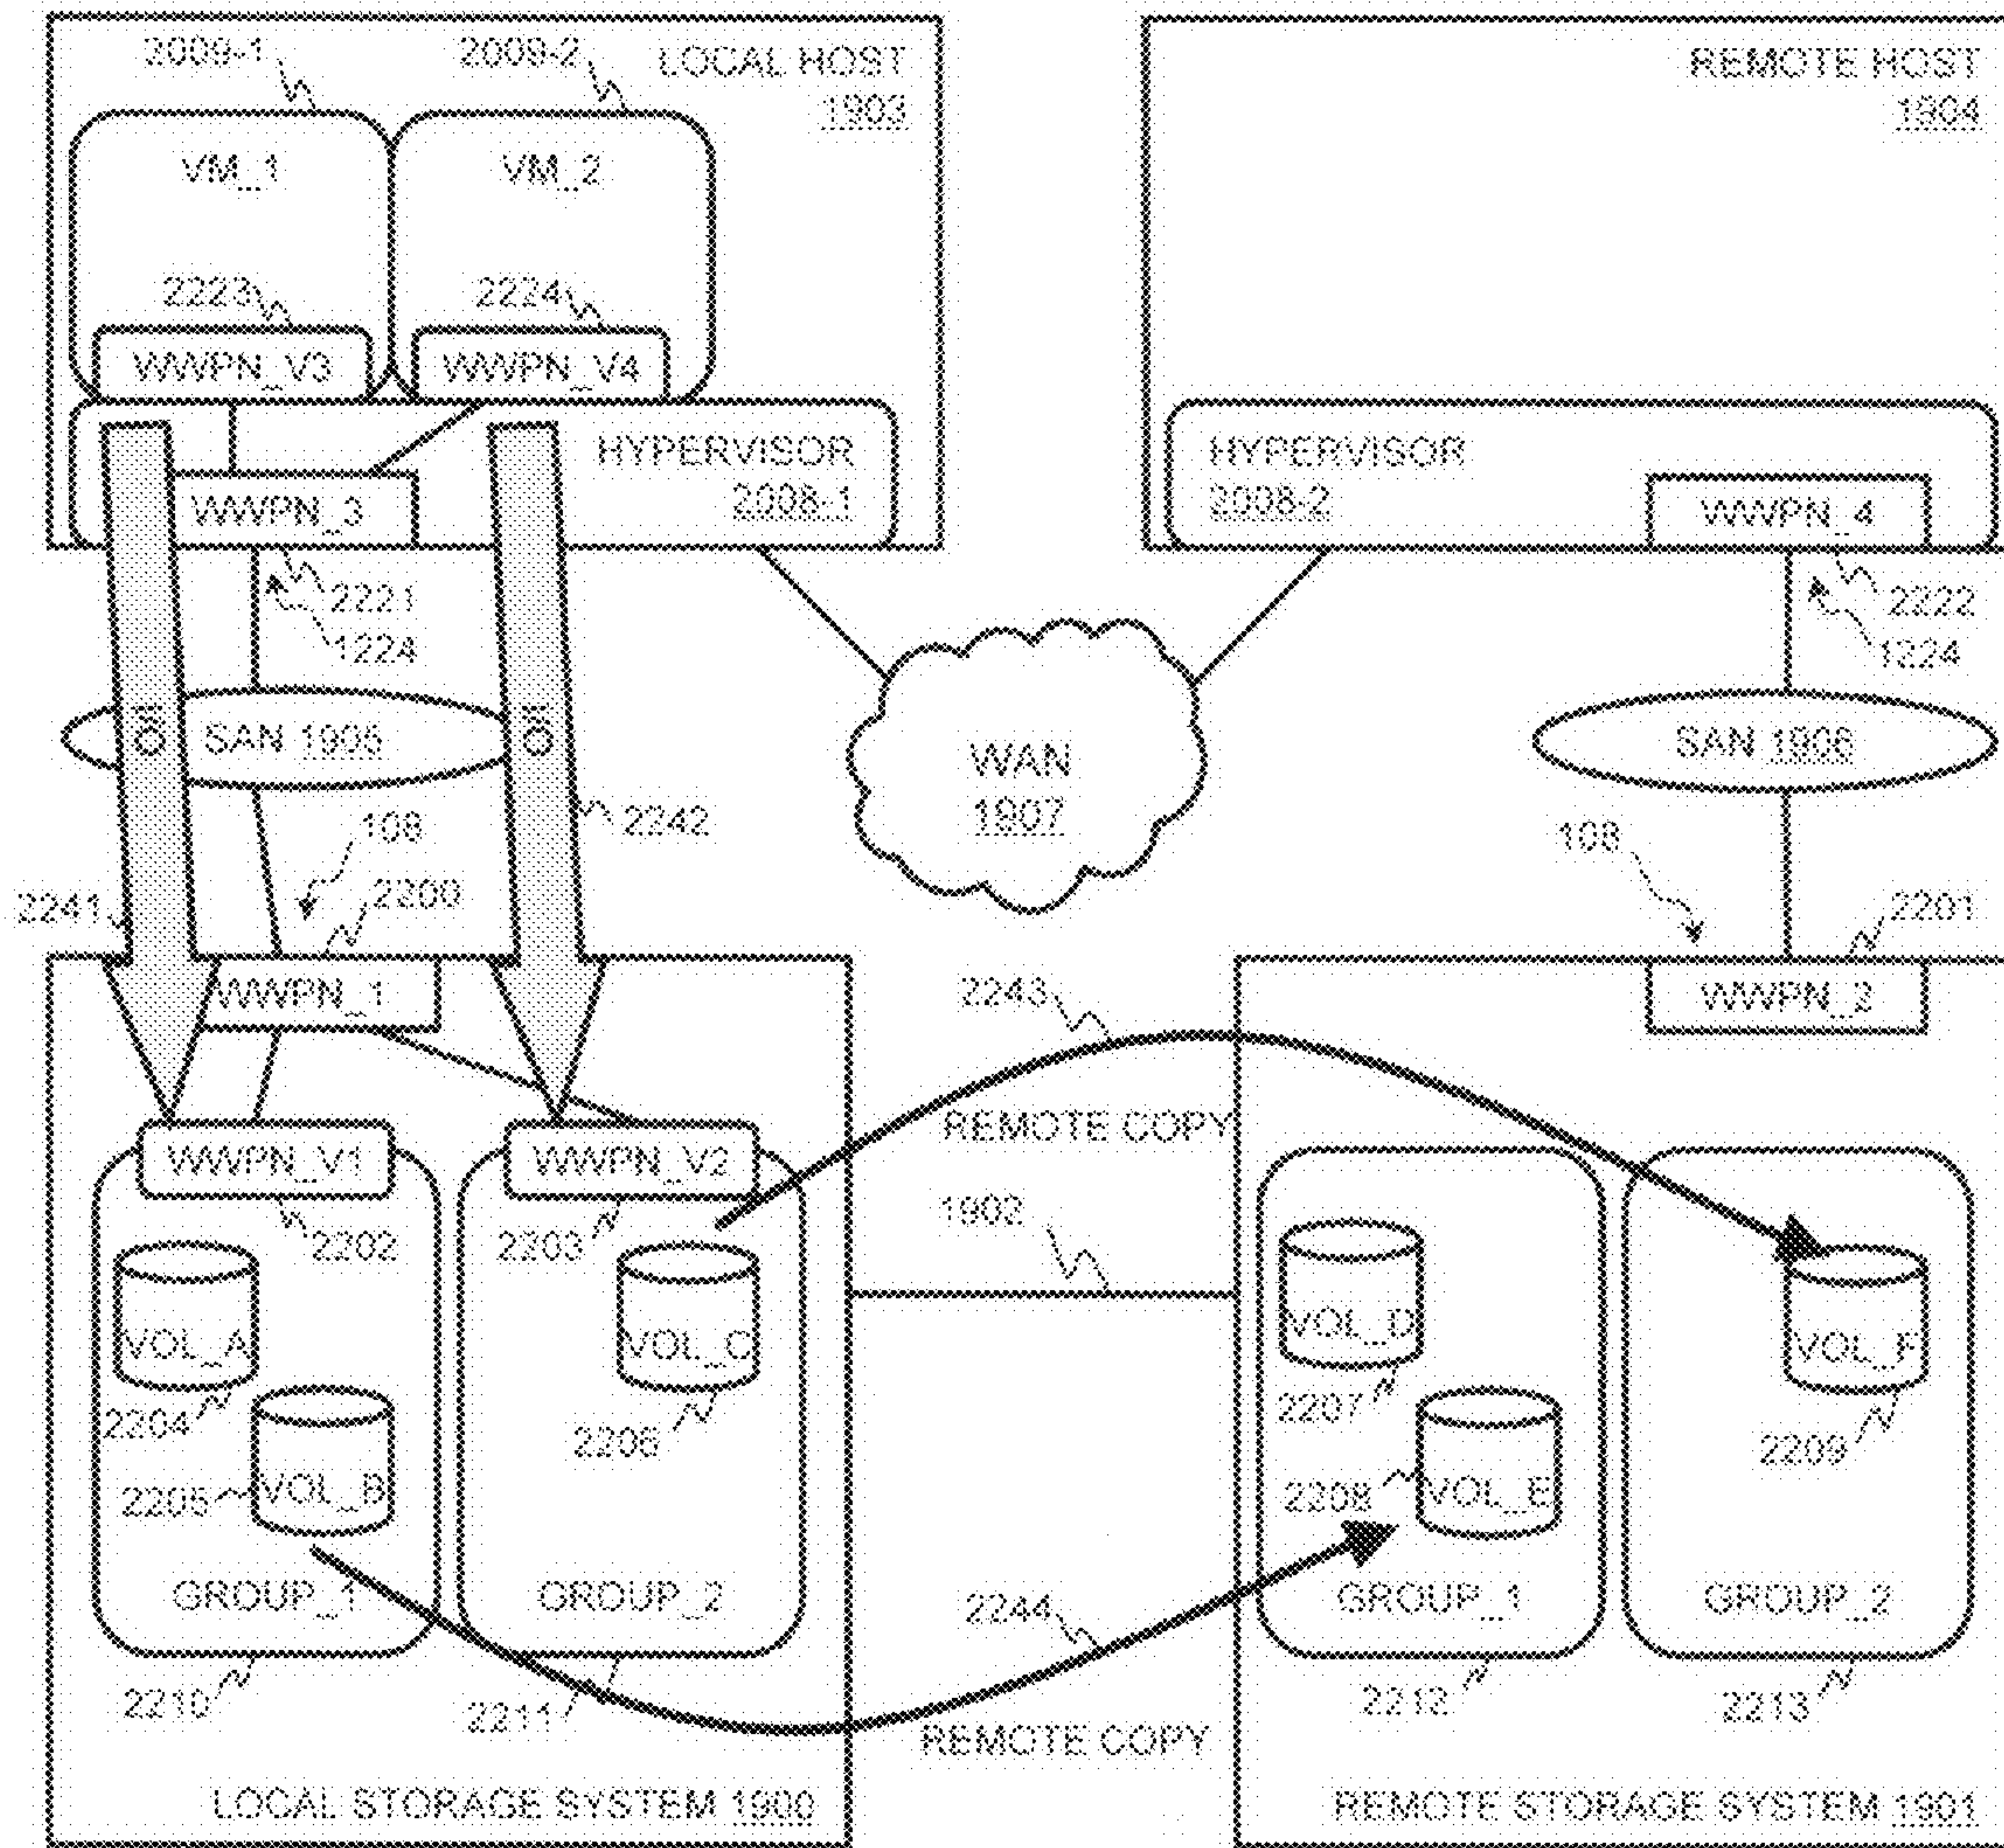 2009-1
2009-2
LOCAL HOST
1903
VM_1
VM_2
2223
2224
WWPN_V3
WWPN_V4
HYPERVISOR
2008-1
WWPN_3
REMOTE HOST
1904
HYPERVISOR
2008-2
WWPN_4
2221
1224
2222
1224
I/O
SAN 1905
I/O
WAN
1907
SAN 1906
2242
108
2200
2241
108
2201
WWPN_1
WWPN_2
2243
REMOTE COPY
1902
WWPN_V1
WWPN_V2
2202
2203
VOL_A
VOL_C
2204
2206
VOL_B
2205
GROUP_1
GROUP_2
2210
2211
LOCAL STORAGE SYSTEM 1900
VOL_D
VOL_F
2207
2209
VOL_E
2208
2244
GROUP_1
GROUP_2
2212
2213
REMOTE COPY
REMOTE STORAGE SYSTEM 1901